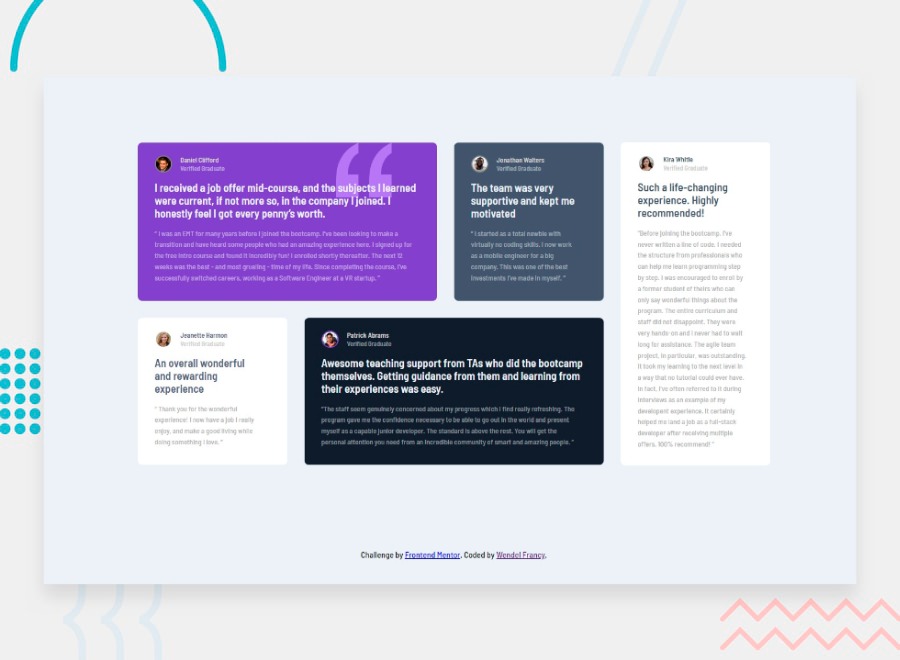 Daniel Clifford
Verified Graduate
I received a job offer mid-course, and the subjects I learned
were current, if not more so, in the company I joined. I
honestly feel I got every penny's worth.
" I was an EMT for many years before I joined the bootcamp. I've been looking to make a
transition and have heard some people who had an amazing experience here. I signed up for
the free intro course and found it incredibly fun! I enrolled shortly thereafter. The next 12
weeks was the best - and most grueling - time of my life. Since completing the course, I've
successfully switched careers, working as a Software Engineer at a VR startup. "
Jonathan Walters
Verified Graduate
The team was very
supportive and kept me
motivated
" I started as a total newbie with
virtually no coding skills. I now work
as a mobile engineer for a big
company. This was one of the best
investments I've made in myself. "
Kira Whittle
Verified Graduate
Such a life-changing
experience. Highly
recommended!
"Before joining the bootcamp, I've
never written a line of code. I needed
the structure from professionals who
can help me learn programming step
by step. I was encouraged to enroll by
a former student of theirs who can
only say wonderful things about the
program. The entire curriculum and
staff did not disappoint. They were
very hands-on and I never had to wait
long for assistance. The agile team
project, in particular, was outstanding.
It took my learning to the next level in
a way that no tutorial could ever have.
In fact, I've often referred to it during
interviews as an example of my
developent experience. It certainly
helped me land a job as a full-stack
developer after receiving multiple
offers. 100% recommend! "
Jeanette Harmon
Verified Graduate
An overall wonderful
and rewarding
experience
" Thank you for the wonderful
experience! I now have a job I really
enjoy, and make a good living while
doing something I love. "
Patrick Abrams
Verified Graduate
Awesome teaching support from TAs who did the bootcamp
themselves. Getting guidance from them and learning from
their experiences was easy.
"The staff seem genuinely concerned about my progress which I find really refreshing. The
program gave me the confidence necessary to be able to go out in the world and present
myself as a capable junior developer. The standard is above the rest. You will get the
personal attention you need from an incredible community of smart and amazing people. "
Challenge by Frontend Mentor. Coded by Wendel Francy.